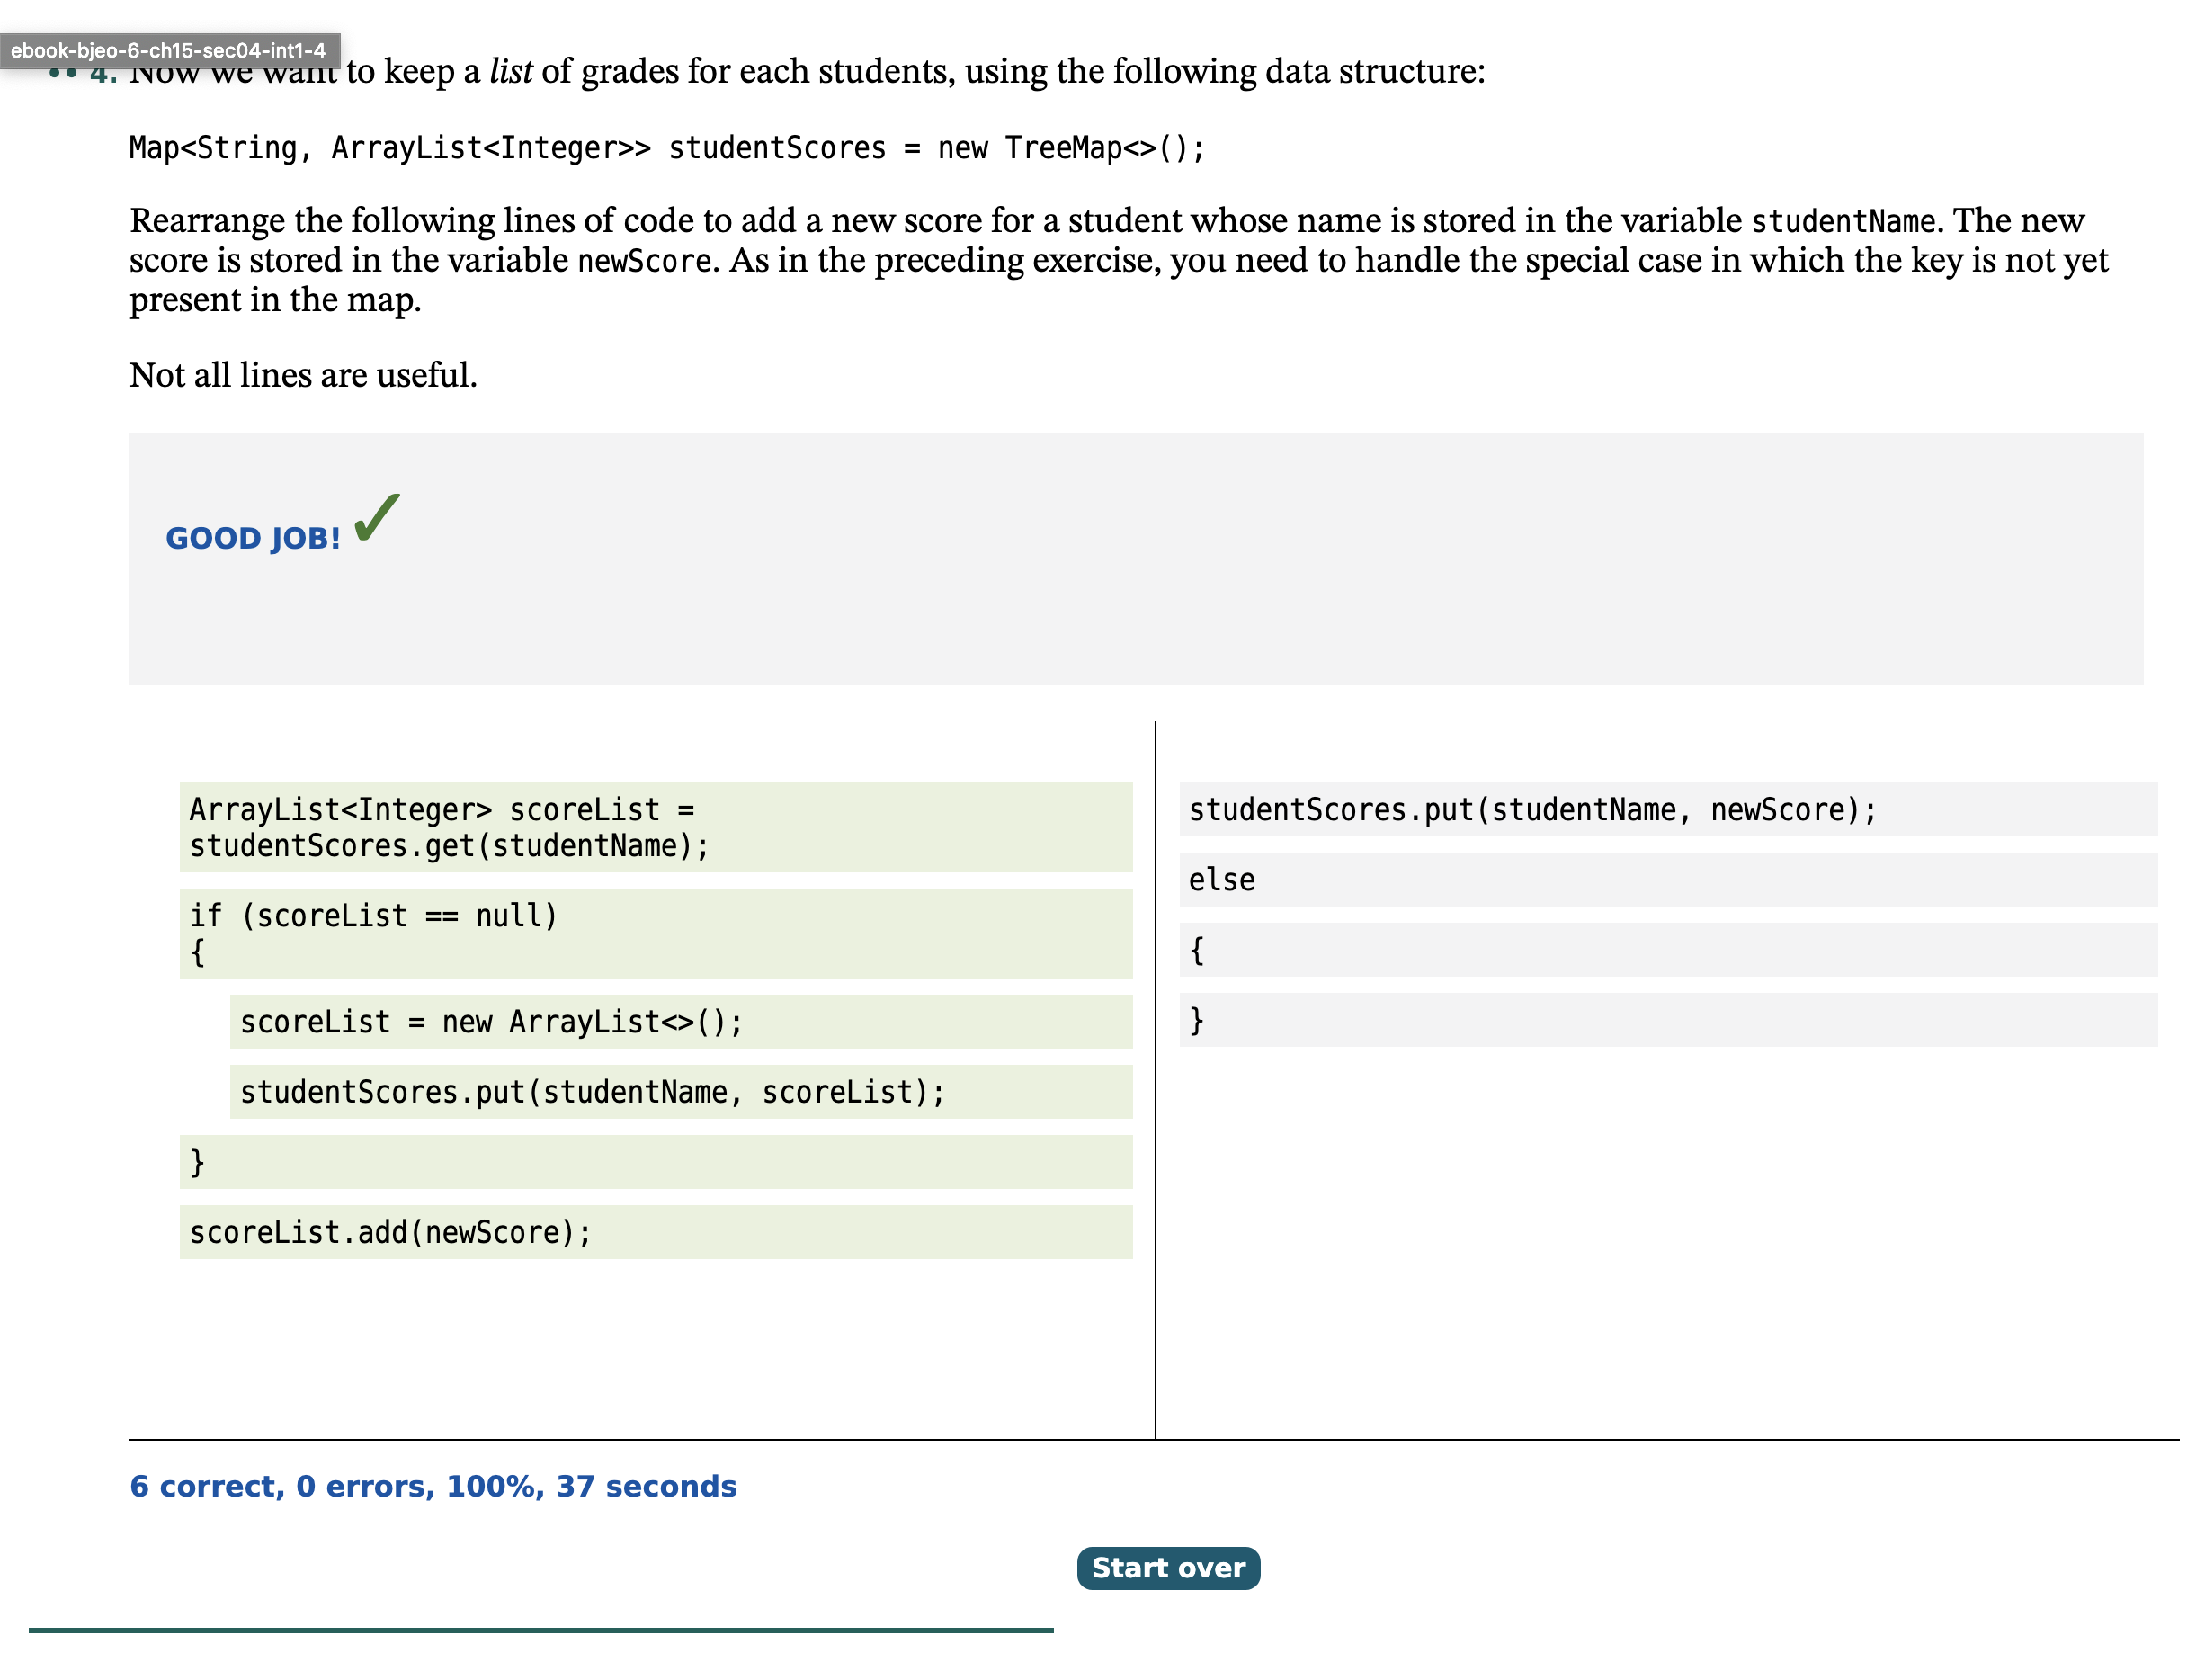 ebook-bjeo-6-ch15-sec04-int1-4
•• 4. Now we want to keep a list of grades for each students, using the following data structure:
Map<String, ArrayList<Integer>> studentScores = new TreeMap<>();
Rearrange the following lines of code to add a new score for a student whose name is stored in the variable studentName. The new
score is stored in the variable newScore. As in the preceding exercise, you need to handle the special case in which the key is not yet
present in the map.
Not all lines are useful.
GOOD JOB!
ArrayList<Integer> scoreList =
studentScores.get(studentName);
if (scoreList == null)
{
scoreList = new ArrayList<>();
studentScores.put(studentName, scoreList);
}
scoreList.add(newScore);
studentScores.put(studentName, newScore);
else
{
}
6 correct, 0 errors, 100%, 37 seconds
Start over